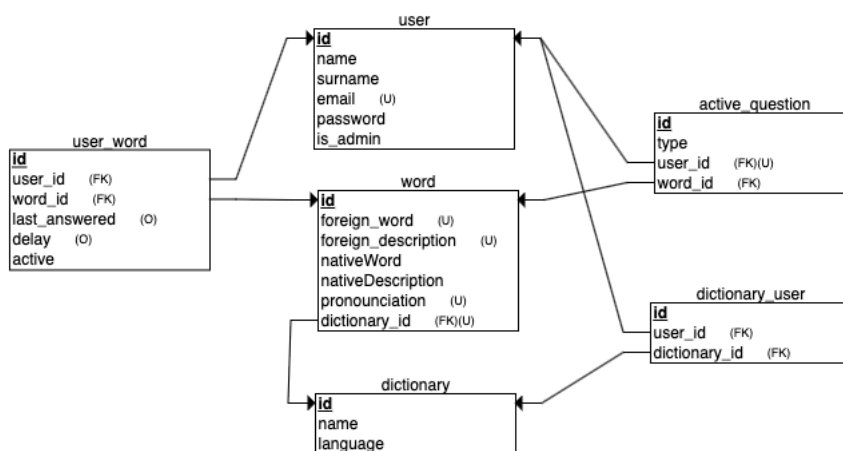 user
id
name
surname
email (U)
password
is_admin
user_word
id
user_id (FK)
word_id (FK)
last_answered (O)
delay (O)
active
word
id
foreign_word (U)
foreign_description (U)
nativeWord
nativeDescription
pronounciation (U)
dictionary_id (FK)(U)
active_question
id
type
user_id (FK)(U)
word_id (FK)
dictionary_user
id
user_id (FK)
dictionary_id (FK)
dictionary
id
name
language